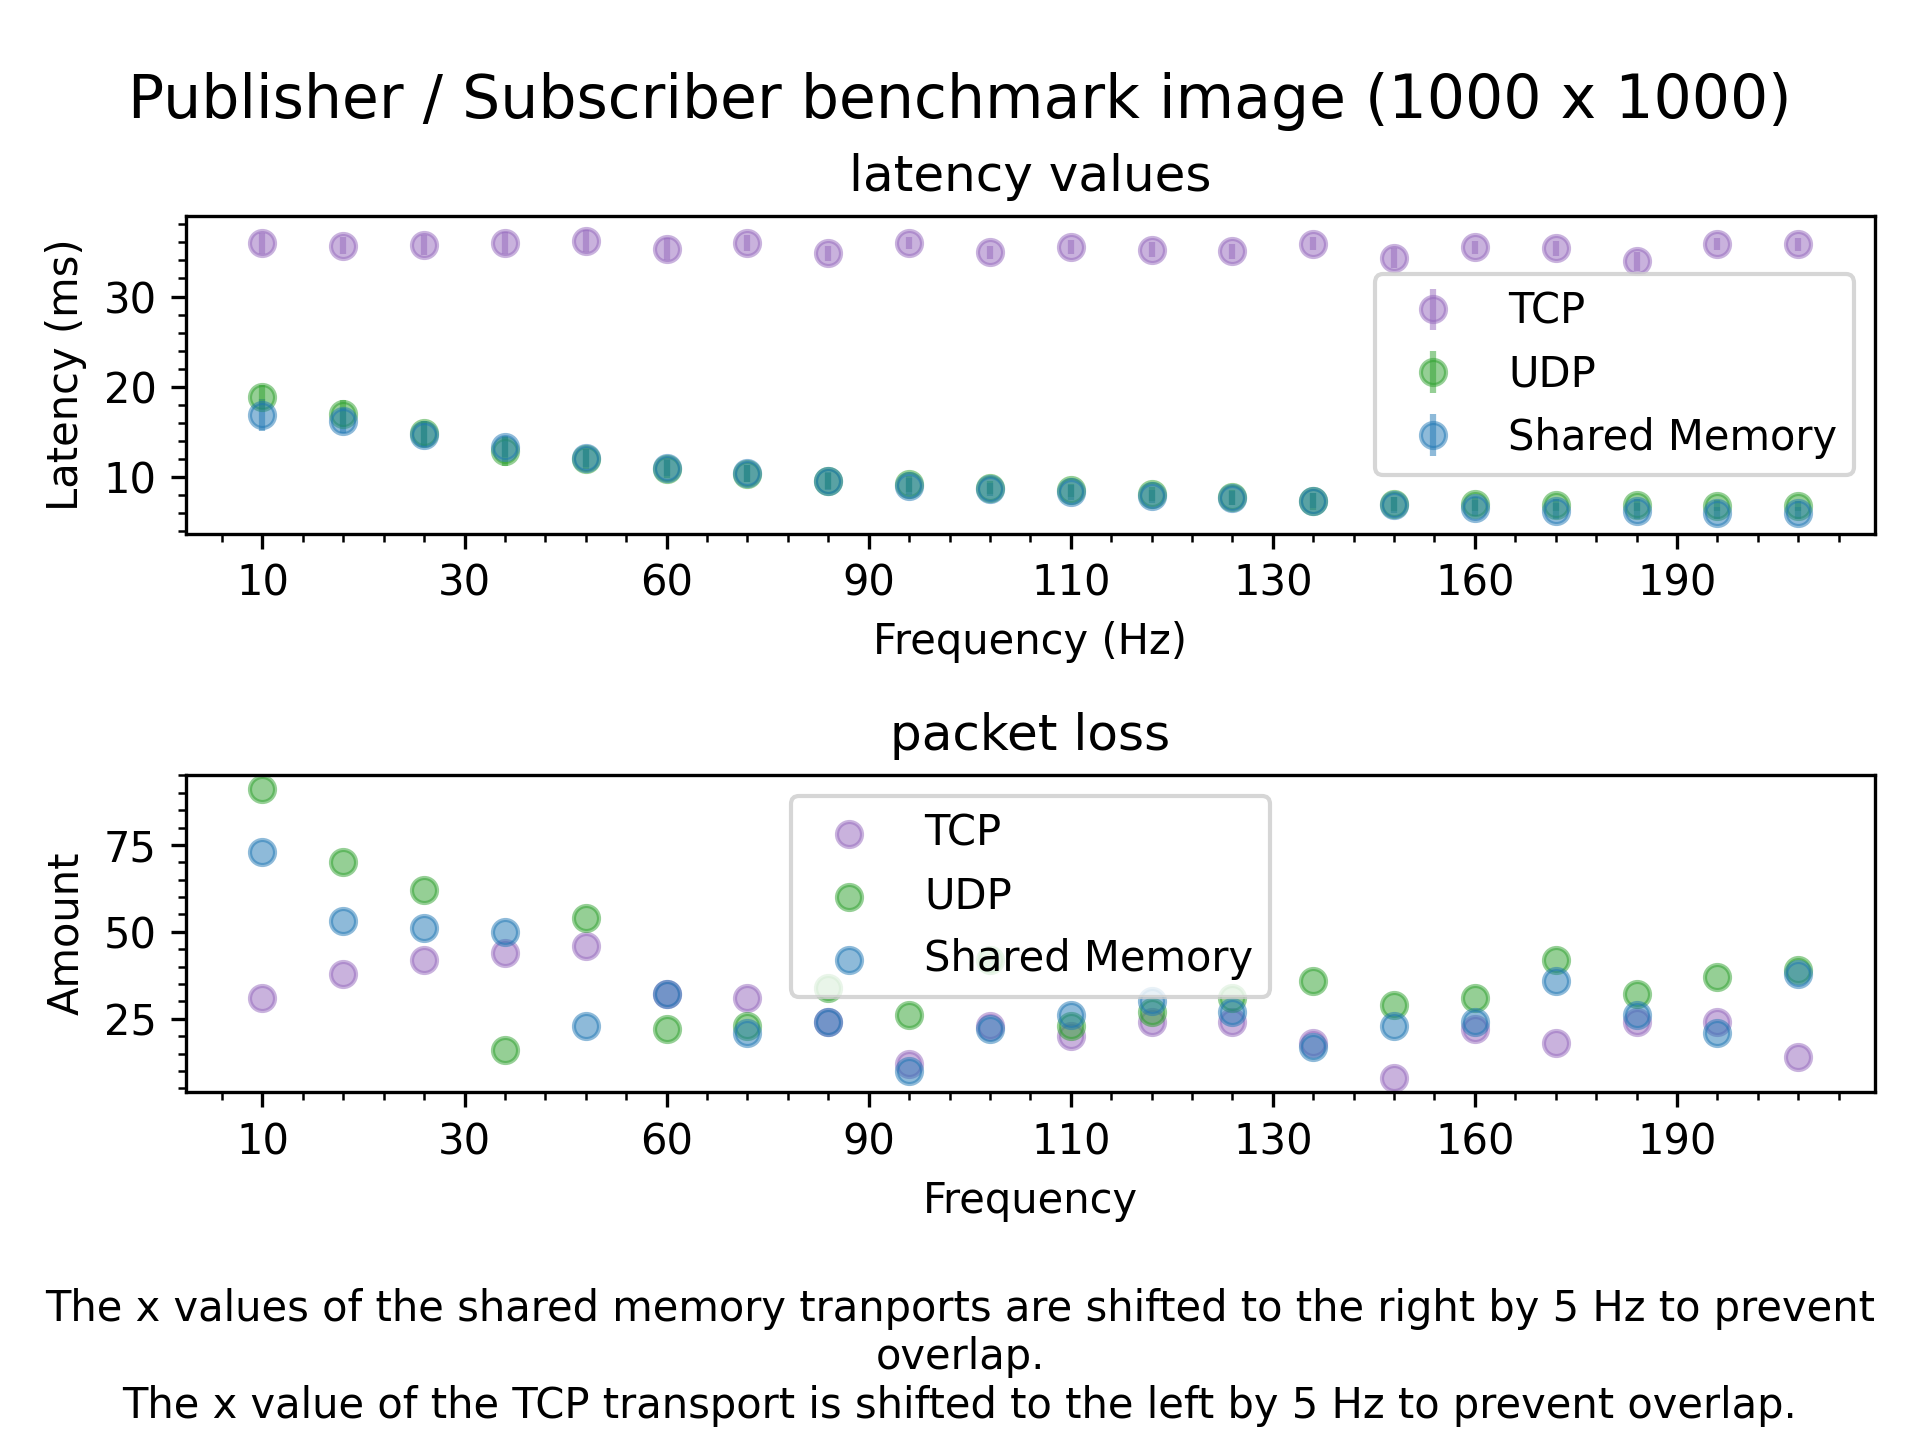 Publisher / Subscriber benchmark image (1000 x 1000)
latency values
Latency (ms)
30
20
10
TCP
UDP
Shared Memory
10 30 60 90 110 130 160 190
Frequency (Hz)
packet loss
Amount
75
50
25
TCP
UDP
Shared Memory
10 30 60 90 110 130 160 190
Frequency
The x values of the shared memory tranports are shifted to the right by 5 Hz to prevent
overlap.
The x value of the TCP transport is shifted to the left by 5 Hz to prevent overlap.